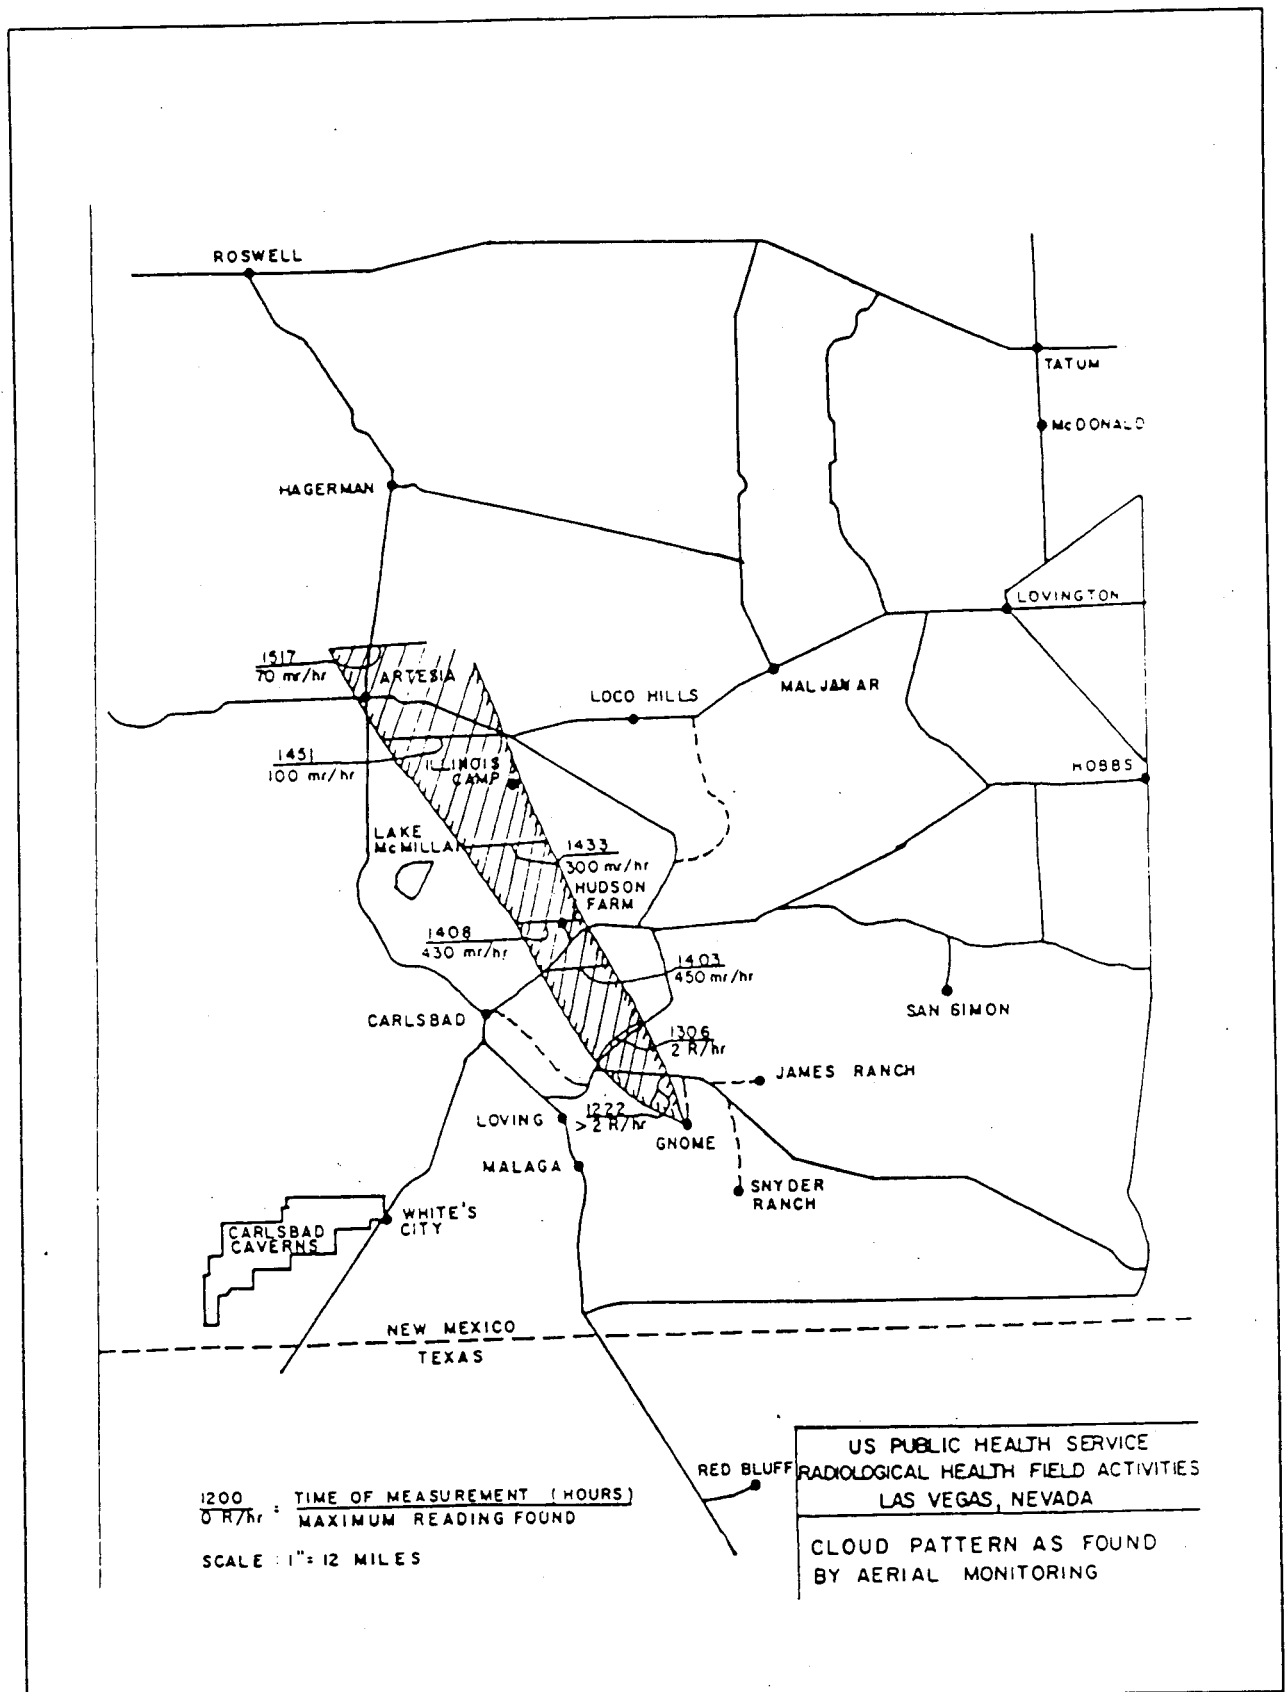 ROSWELL
TATUM
McDONALD
HAGERMAN
LOVINGTON
1517
70 mr/hr
ARTESIA
MALJAMAR
LOCO HILLS
1451
100 mr/hr
ILLINOIS
CAMP
HOBBS
LAKE
McMILLAN
1433
300 mr/hr
HUDSON
FARM
1408
430 mr/hr
1403
450 mr/hr
SAN SIMON
CARLSBAD
1306
2 R/hr
JAMES RANCH
1222
> 2 R/hr
LOVING
GNOME
MALAGA
SNYDER
RANCH
WHITE'S
CITY
CARLSBAD
CAVERNS
NEW MEXICO
TEXAS
RED BLUFF
1200 TIME OF MEASUREMENT (HOURS)
0 R/hr : MAXIMUM READING FOUND
SCALE : 1" = 12 MILES
US PUBLIC HEALTH SERVICE
RADIOLOGICAL HEALTH FIELD ACTIVITIES
LAS VEGAS, NEVADA
CLOUD PATTERN AS FOUND
BY AERIAL MONITORING